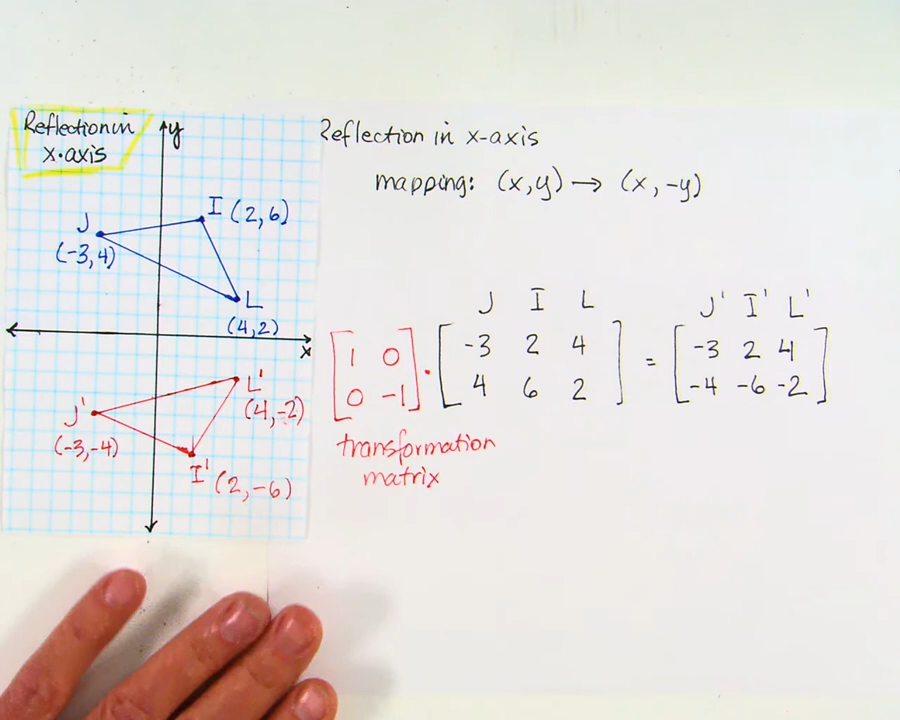 Reflection in
x-axis
y
J
(-3,4)
I (2,6)
L
(4,2)
x
L'
(4,-2)
J'
(-3,-4)
I' (2,-6)
Reflection in x-axis
mapping: (x,y) → (x,-y)
J I L J' I' L'
[1 0] · [-3 2 4] = [-3 2 4]
[0 -1] [4 6 2] [-4 -6 -2]
transformation
matrix